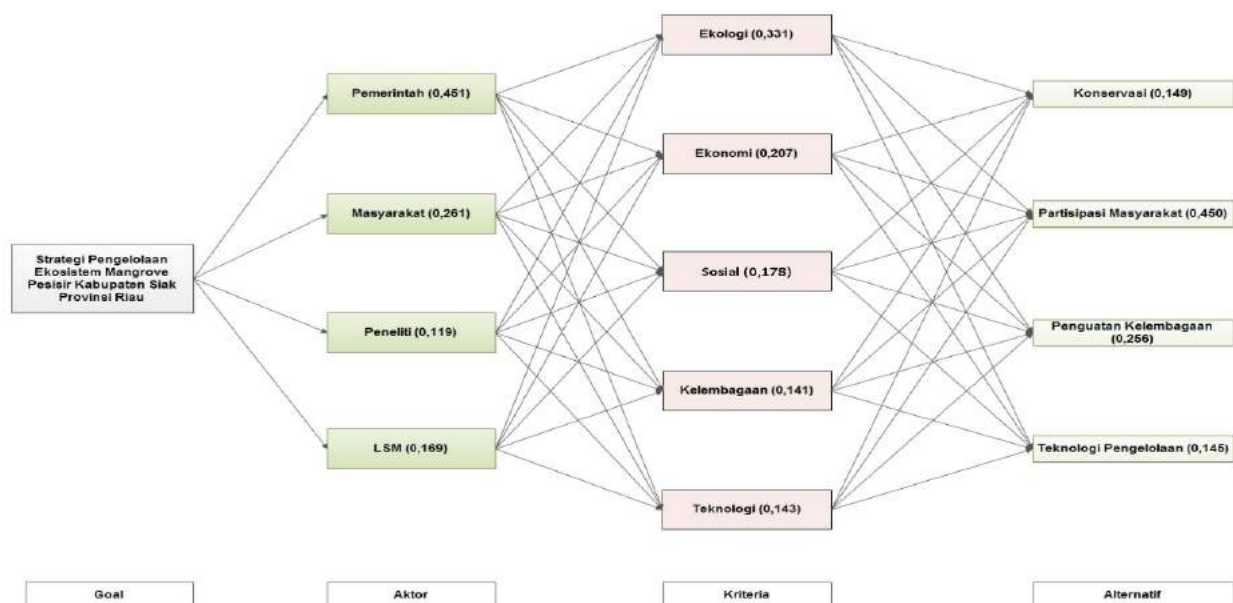 Strategi Pengelolaan
Ekosistem Mangrove
Pesisir Kabupaten Siak
Provinsi Riau
Pemerintah (0,451)
Masyarakat (0,261)
Peneliti (0,119)
LSM (0,169)
Ekologi (0,331)
Ekonomi (0,207)
Sosial (0,178)
Kelembagaan (0,141)
Teknologi (0,143)
Konservasi (0,149)
Partisipasi Masyarakat (0,450)
Penguatan Kelembagaan
(0,256)
Teknologi Pengelolaan (0,145)
Goal
Aktor
Kriteria
Alternatif